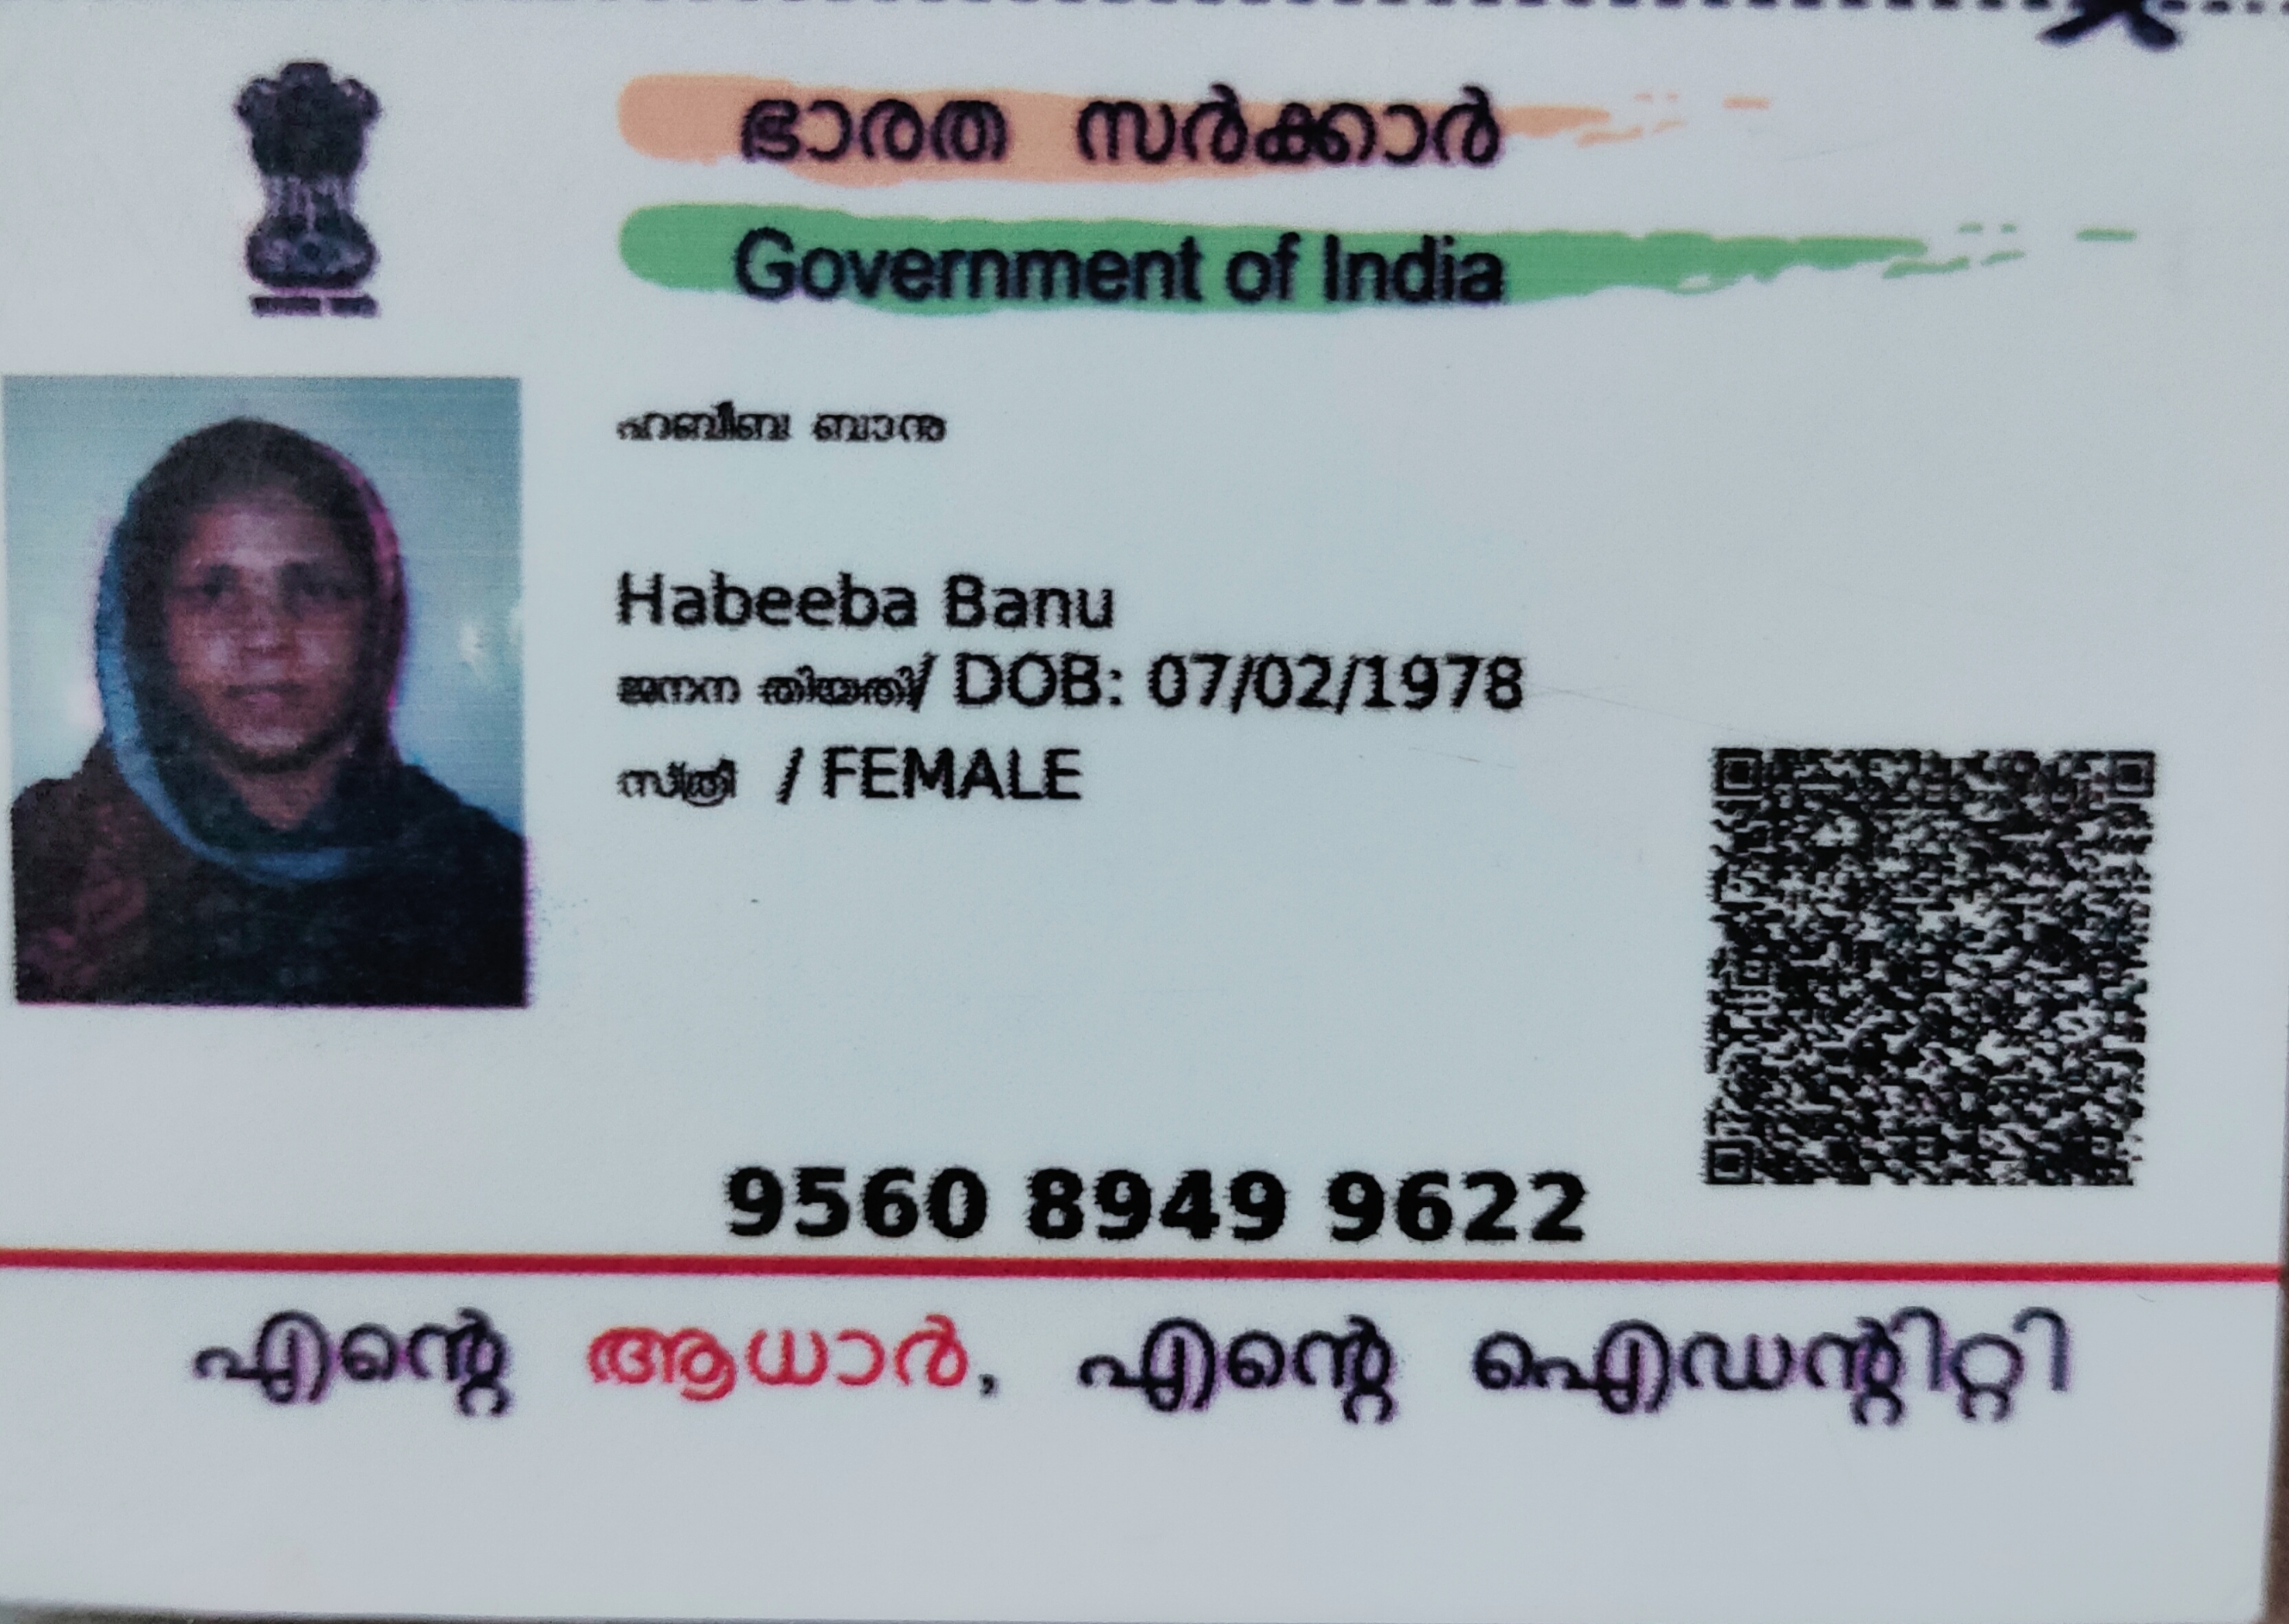 ഭാരത സർക്കാർ
Government of India
ഹബീബ ബാനു
Habeeba Banu
ജനന തിയതി/ DOB: 07/02/1978
സ്ത്രീ / FEMALE
9560 8949 9622
എന്റെ ആധാർ, എന്റെ ഐഡന്റിറ്റി